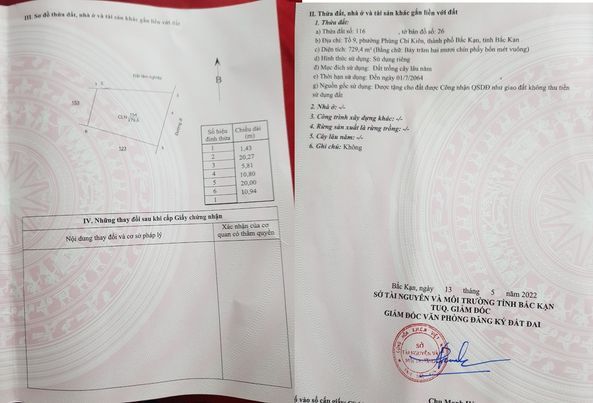 III. Sơ đồ thửa đất, nhà ở và tài sản khác gắn liền với đất
B
153
123
Đường đi
Số hiệu đỉnh thửa
Chiều dài (m)
1 1,43
2 20,27
3 5,81
4 10,80
5 20,00
6 10,94
1
IV. Những thay đổi sau khi cấp Giấy chứng nhận
Nội dung thay đổi và cơ sở pháp lý
Xác nhận của cơ
quan có thẩm quyền
II. Thửa đất, nhà ở và tài sản khác gắn liền với đất
1. Thửa đất:
a) Thửa đất số: 116 , tờ bản đồ số: 26
b) Địa chỉ: Tổ 9, phường Phùng Chí Kiên, thành phố Bắc Kạn, tỉnh Bắc Kạn
c) Diện tích: 729,4 m² (Bằng chữ: Bảy trăm hai mươi chín phẩy bốn mét vuông)
d) Hình thức sử dụng: Sử dụng riêng
đ) Mục đích sử dụng: Đất trồng cây lâu năm
e) Thời hạn sử dụng: Đến ngày 01/7/2064
g) Nguồn gốc sử dụng: Được tặng cho đất được Công nhận QSDĐ như giao đất không thu tiền
sử dụng đất
2. Nhà ở: -/-
3. Công trình xây dựng khác: -/-
4. Rừng sản xuất là rừng trồng: -/-
5. Cây lâu năm: -/-
6. Ghi chú: Không
Bắc Kạn, ngày 13 tháng 5 năm 2022
SỞ TÀI NGUYÊN VÀ MÔI TRƯỜNG TỈNH BẮC KẠN
TUQ. GIÁM ĐỐC
GIÁM ĐỐC VĂN PHÒNG ĐĂNG KÝ ĐẤT ĐAI
SỞ
TÀI NGUYÊN VÀ